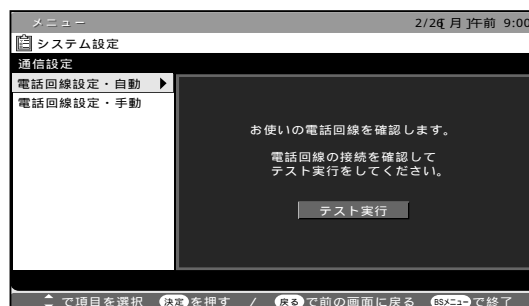 メニュー 2/26[月]午前 9:00
システム設定
通信設定
電話回線設定・自動
電話回線設定・手動
お使いの電話回線を確認します。
電話回線の接続を確認して
テスト実行をしてください。
テスト実行
で項目を選択 決定を押す / 戻るで前の画面に戻る BSメニューで終了